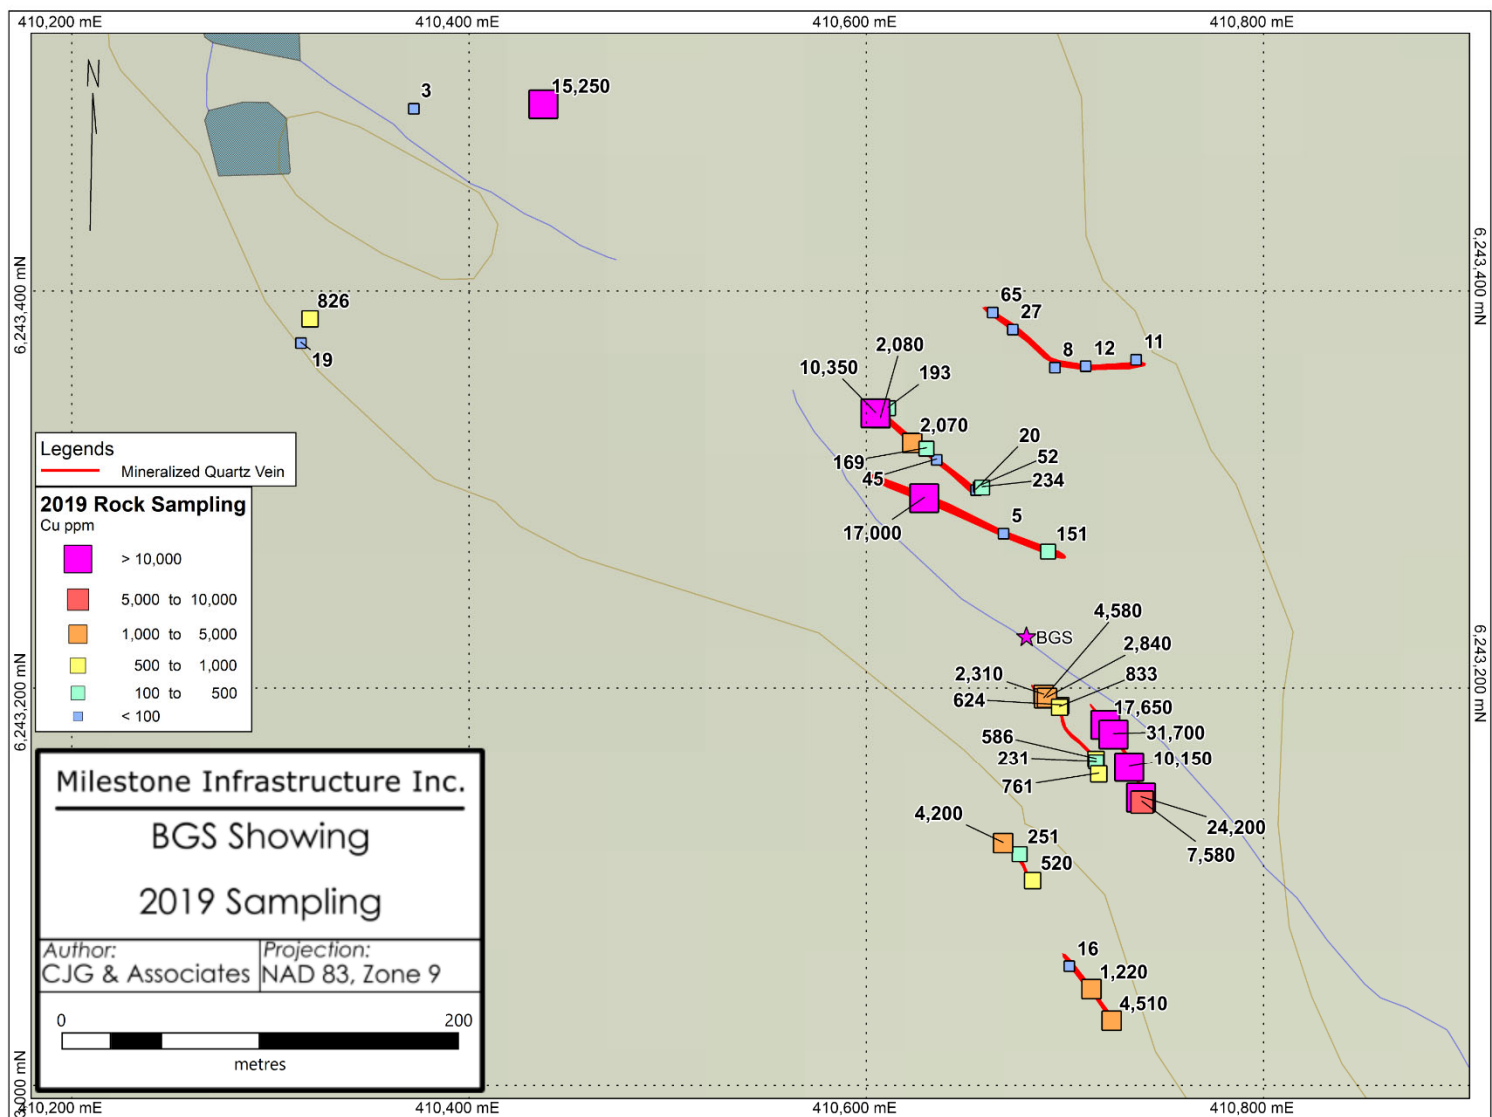 410,200 mE
410,400 mE
410,600 mE
410,800 mE
N
3
15,250
6,243,400 mN
6,243,400 mN
826
19
65
27
8
12
11
2,080
10,350
193
2,070
169
45
20
52
234
17,000
5
151
Legends
Mineralized Quartz Vein
2019 Rock Sampling
Cu ppm
> 10,000
5,000 to 10,000
1,000 to 5,000
500 to 1,000
100 to 500
< 100
BGS
4,580
2,840
2,310
833
624
17,650
31,700
586
231
10,150
761
24,200
7,580
6,243,200 mN
6,243,200 mN
4,200
251
520
16
1,220
4,510
Milestone Infrastructure Inc.
BGS Showing
2019 Sampling
Author:
CJG & Associates
Projection:
NAD 83, Zone 9
0
200
metres
000 mN
410,200 mE
410,400 mE
410,600 mE
410,800 mE